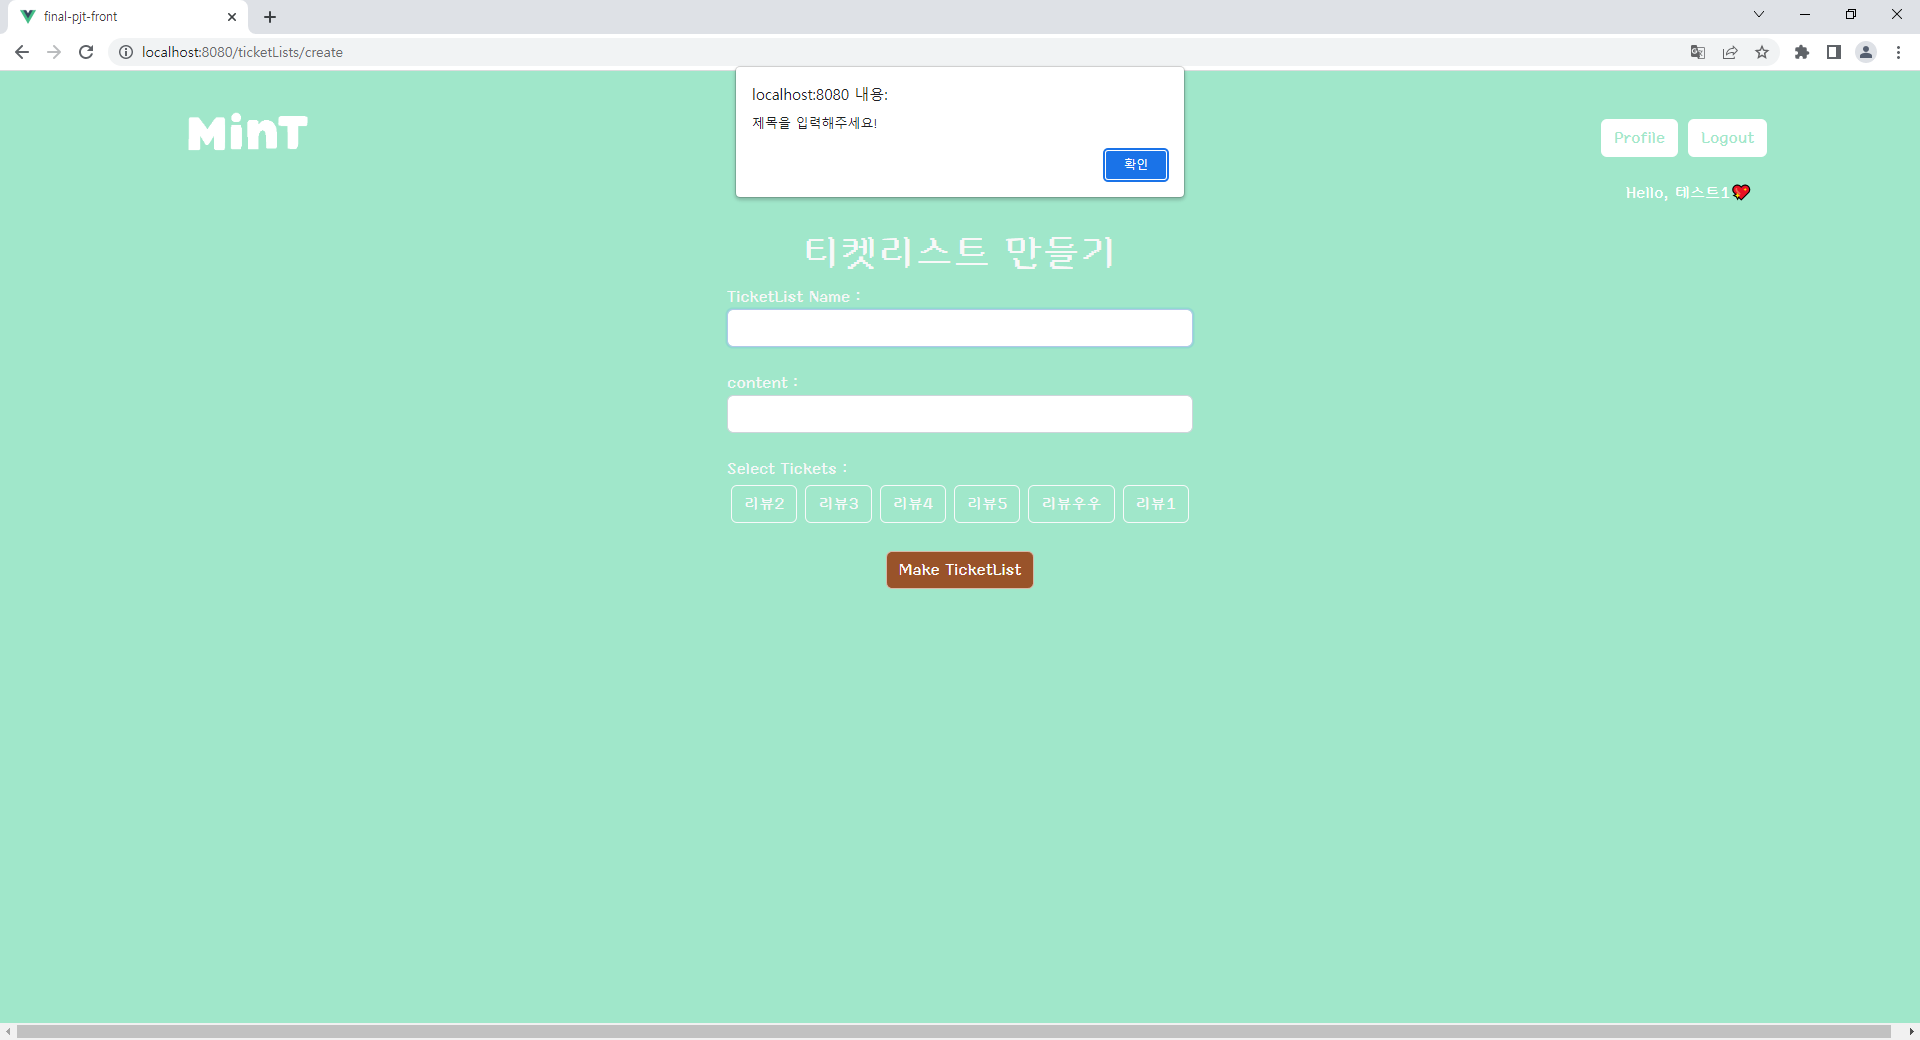 final-pjt-front
localhost:8080/ticketLists/create
localhost:8080 내용:
제목을 입력해주세요!
확인
MinT
Profile
Logout
Hello, 테스트1
티켓리스트 만들기
TicketList Name :
content :
Select Tickets :
리뷰2 리뷰3 리뷰4 리뷰5 리뷰우우 리뷰1
Make TicketList